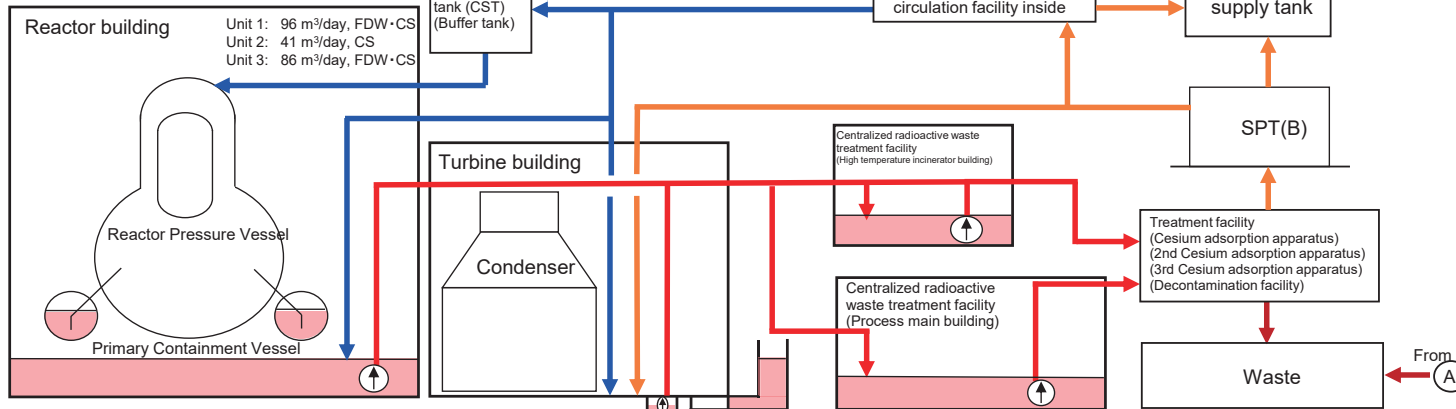 Reactor building
Unit 1: 96 m³/day, FDW・CS
Unit 2: 41 m³/day, CS
Unit 3: 86 m³/day, FDW・CS
tank (CST)
(Buffer tank)
circulation facility inside
supply tank
SPT(B)
Centralized radioactive waste
treatment facility
(High temperature incinerator building)
Turbine building
Reactor Pressure Vessel
Condenser
Treatment facility
(Cesium adsorption apparatus)
(2nd Cesium adsorption apparatus)
(3rd Cesium adsorption apparatus)
(Decontamination facility)
Centralized radioactive
waste treatment facility
(Process main building)
Primary Containment Vessel
Waste
From
A